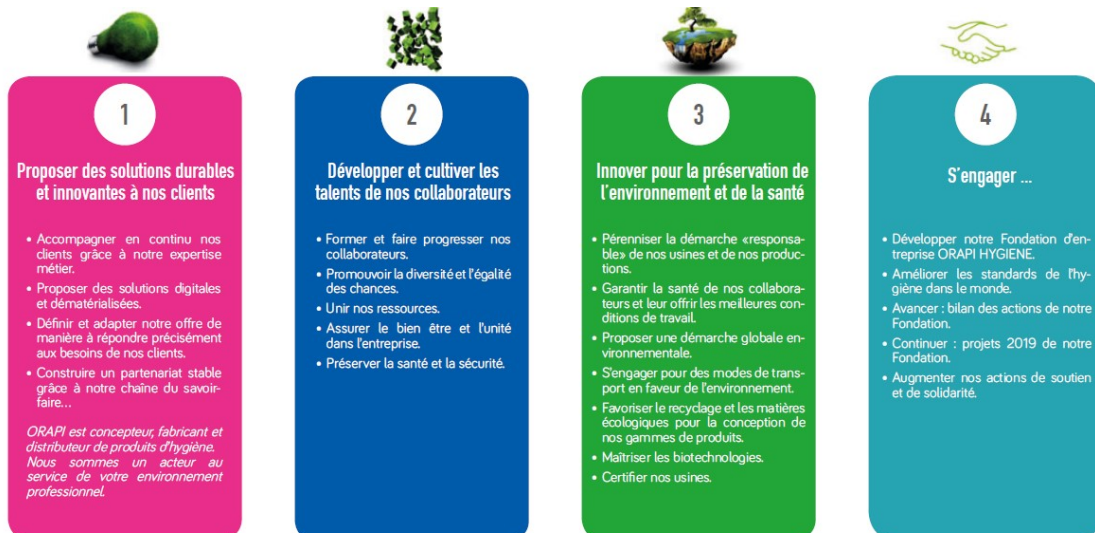 1
Proposer des solutions durables
et innovantes à nos clients
• Accompagner en continu nos
clients grâce à notre expertise
métier.
• Proposer des solutions digitales
et dématérialisées.
• Définir et adapter notre offre de
manière à répondre précisément
aux besoins de nos clients.
• Construire un partenariat stable
grâce à notre chaîne du savoir-
faire...
ORAPI est concepteur, fabricant et
distributeur de produits d'hygiène.
Nous sommes un acteur au
service de votre environnement
professionnel.
2
Développer et cultiver les
talents de nos collaborateurs
• Former et faire progresser nos
collaborateurs.
• Promouvoir la diversité et l'égalité
des chances.
• Unir nos ressources.
• Assurer le bien être et l'unité
dans l'entreprise.
• Préserver la santé et la sécurité.
3
Innover pour la préservation de
l'environnement et de la santé
• Pérenniser la démarche «responsa-
ble» de nos usines et de nos produc-
tions.
• Garantir la santé de nos collabora-
teurs et leur offrir les meilleures con-
ditions de travail.
• Proposer une démarche globale en-
vironnementale.
• S'engager pour des modes de trans-
port en faveur de l'environnement.
• Favoriser le recyclage et les matières
écologiques pour la conception de
nos gammes de produits.
• Maîtriser les biotechnologies.
• Certifier nos usines.
4
S'engager ...
• Développer notre Fondation d'en-
treprise ORAPI HYGIENE.
• Améliorer les standards de l'hy-
giène dans le monde.
• Avancer : bilan des actions de notre
Fondation.
• Continuer : projets 2019 de notre
Fondation.
• Augmenter nos actions de soutien
et de solidarité.